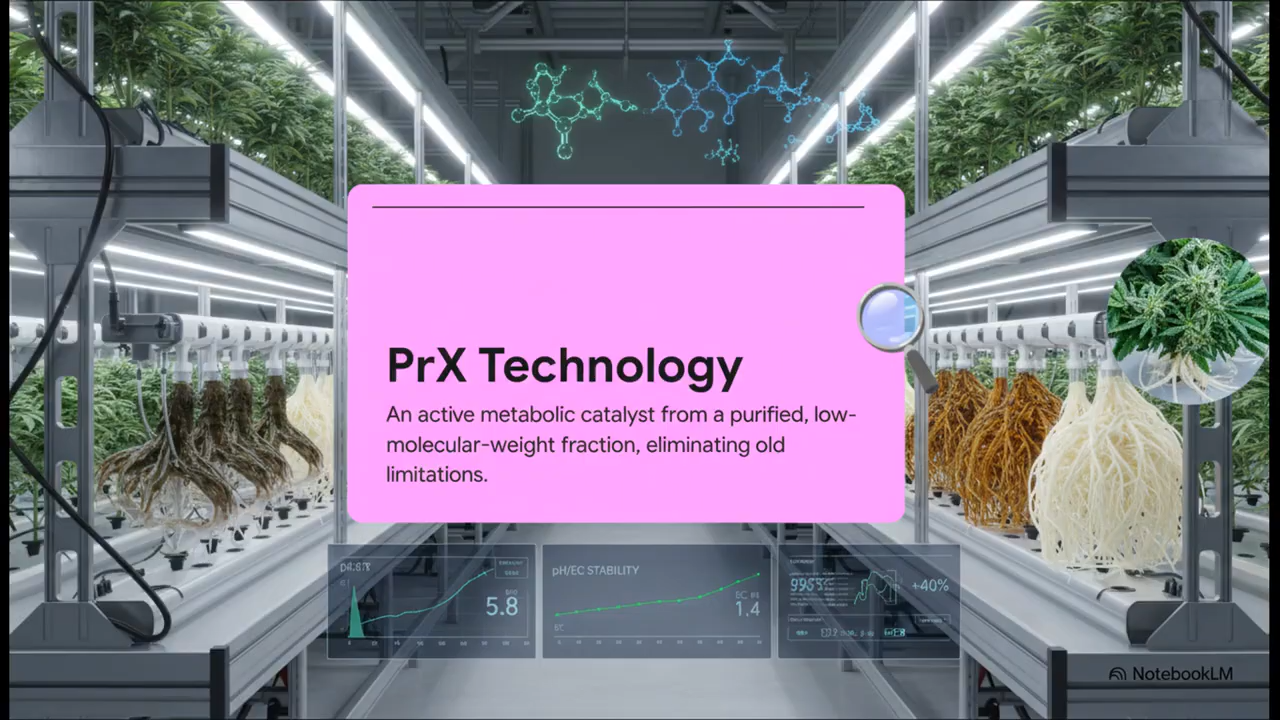 PrX Technology
An active metabolic catalyst from a purified, low-
molecular-weight fraction, eliminating old
limitations.
5.8
pH/EC STABILITY
1.4
+40%
NotebookLM